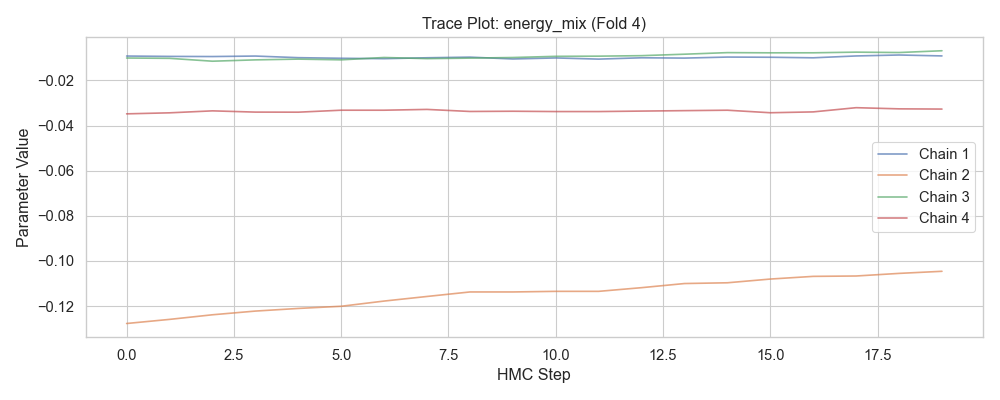 Trace Plot: energy_mix (Fold 4)
Parameter Value
−0.02
−0.04
−0.06
−0.08
−0.10
−0.12
Chain 1
Chain 2
Chain 3
Chain 4
0.0 2.5 5.0 7.5 10.0 12.5 15.0 17.5
HMC Step